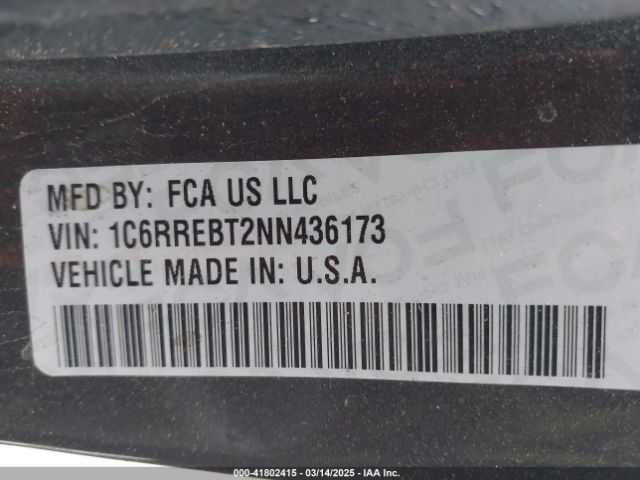 MFD BY: FCA US LLC
VIN: 1C6RREBT2NN436173
VEHICLE MADE IN: U.S.A.
000-41802415 - 03/14/2025 - IAA Inc.